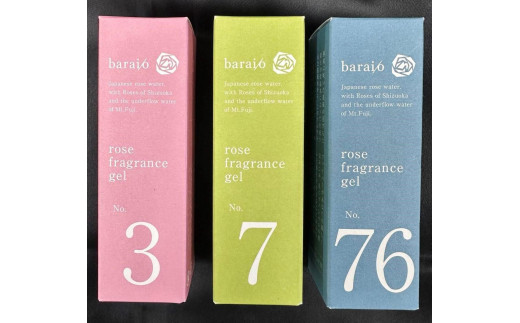 baraió
Japanese rose water,
with Roses of Shizuoka
and the underflow water
of Mt.Fuji.
rose
fragrance
gel
No.
3
baraió
Japanese rose water,
with Roses of Shizuoka
and the underflow water
of Mt.Fuji.
rose
fragrance
gel
No.
7
baraió
Japanese rose water,
with Roses of Shizuoka
and the underflow water
of Mt.Fuji.
rose
fragrance
gel
No.
76